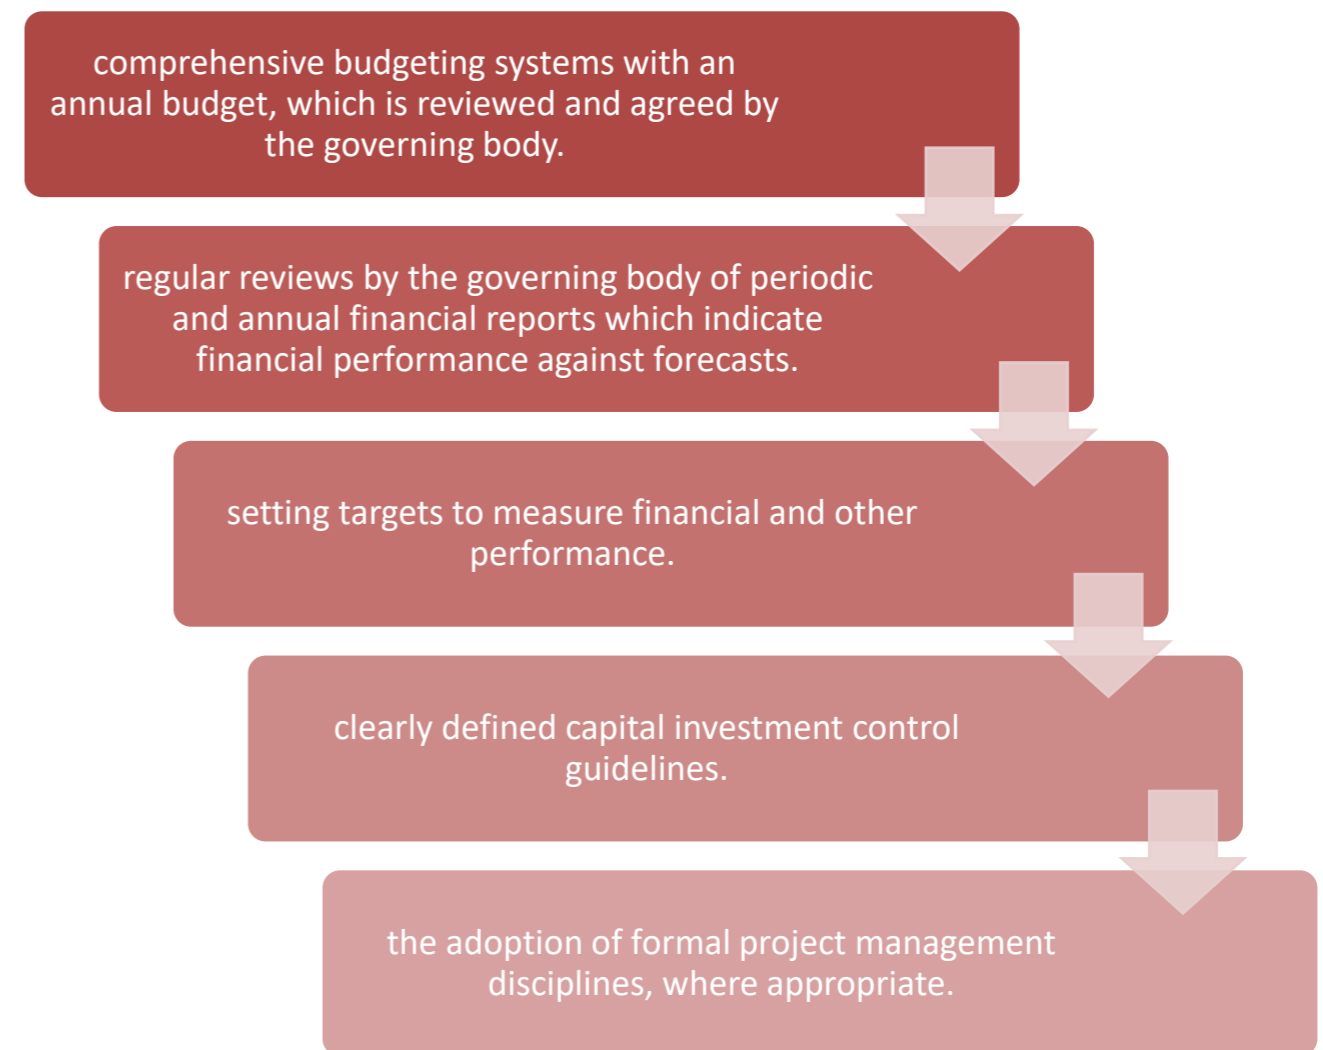 comprehensive budgeting systems with an
annual budget, which is reviewed and agreed by
the governing body.
regular reviews by the governing body of periodic
and annual financial reports which indicate
financial performance against forecasts.
setting targets to measure financial and other
performance.
clearly defined capital investment control
guidelines.
the adoption of formal project management
disciplines, where appropriate.